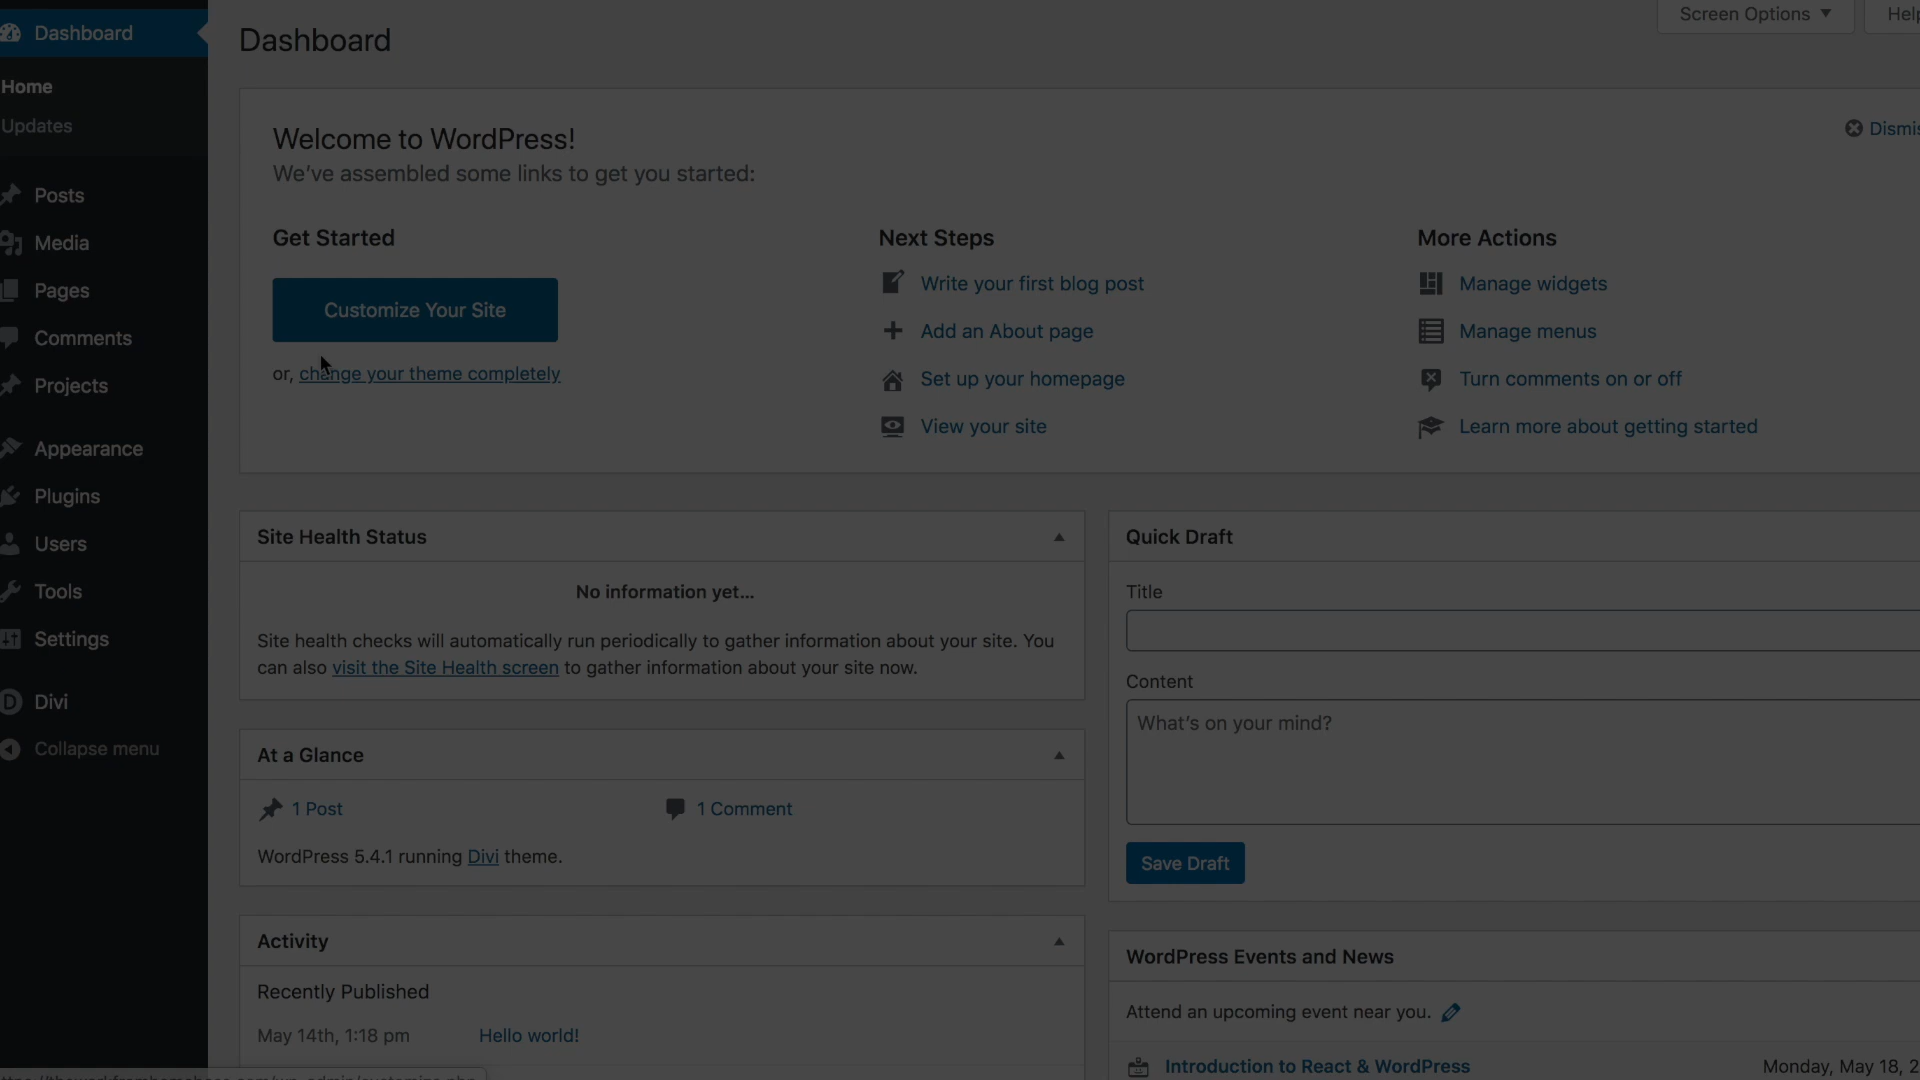 Dashboard
Home
Updates
Posts
Media
Pages
Comments
Projects
Appearance
Plugins
Users
Tools
Settings
Divi
Collapse menu
Screen Options
Help
Dashboard
Welcome to WordPress!
We've assembled some links to get you started:
Get Started
Customize Your Site
or, change your theme completely
Next Steps
Write your first blog post
Add an About page
Set up your homepage
View your site
More Actions
Manage widgets
Manage menus
Turn comments on or off
Learn more about getting started
Site Health Status
No information yet...
Site health checks will automatically run periodically to gather information about your site. You
can also visit the Site Health screen to gather information about your site now.
At a Glance
1 Post
1 Comment
WordPress 5.4.1 running Divi theme.
Activity
Recently Published
May 14th, 1:18 pm
Hello world!
Quick Draft
Title
Content
What's on your mind?
Save Draft
WordPress Events and News
Attend an upcoming event near you.
Introduction to React & WordPress
Monday, May 18, 2